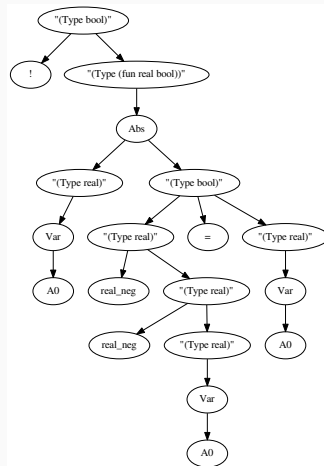 "(Type bool)"
! "(Type (fun real bool))"
Abs
"(Type real)" "(Type bool)"
Var "(Type real)" = "(Type real)"
A0 real_neg "(Type real)" Var
real_neg "(Type real)" A0
Var
A0